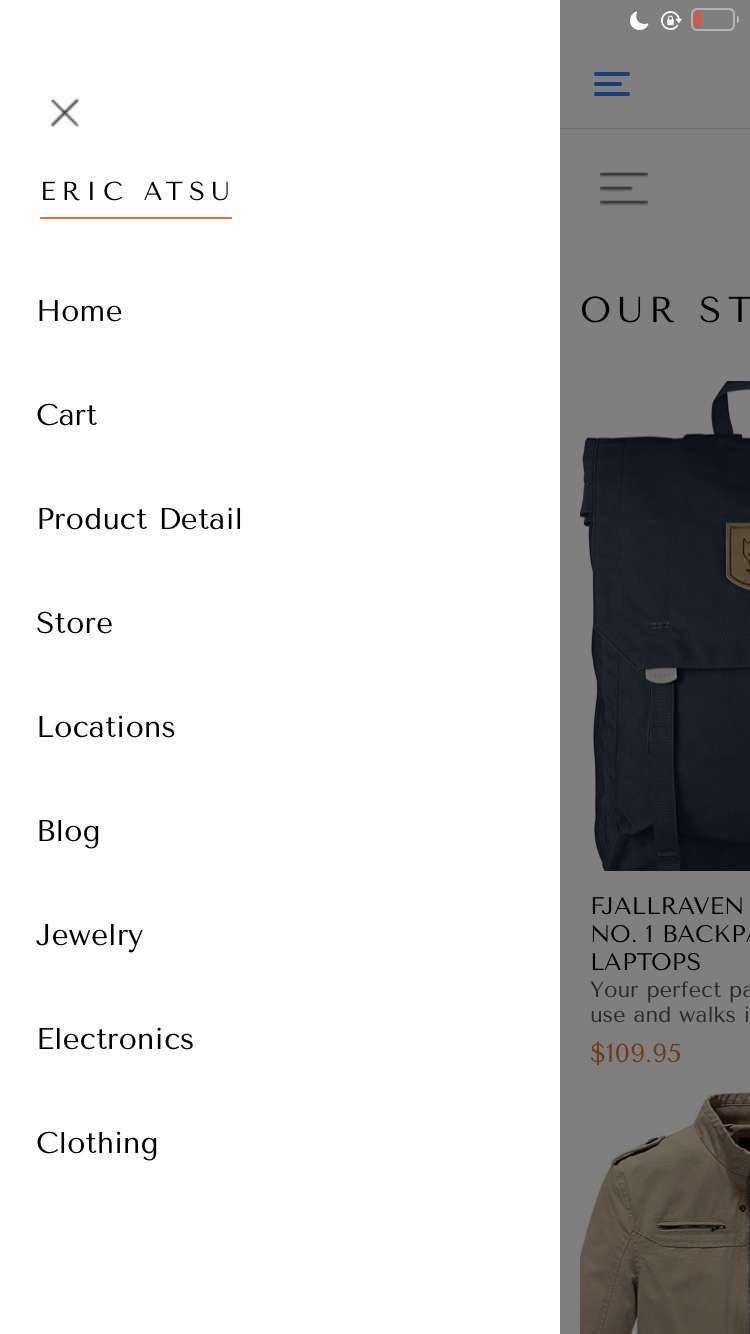 ERIC ATSU
Home
Cart
Product Detail
Store
Locations
Blog
Jewelry
Electronics
Clothing
OUR ST
FJALLRAVEN
NO. 1 BACKPA
LAPTOPS
Your perfect pa
use and walks i
$109.95